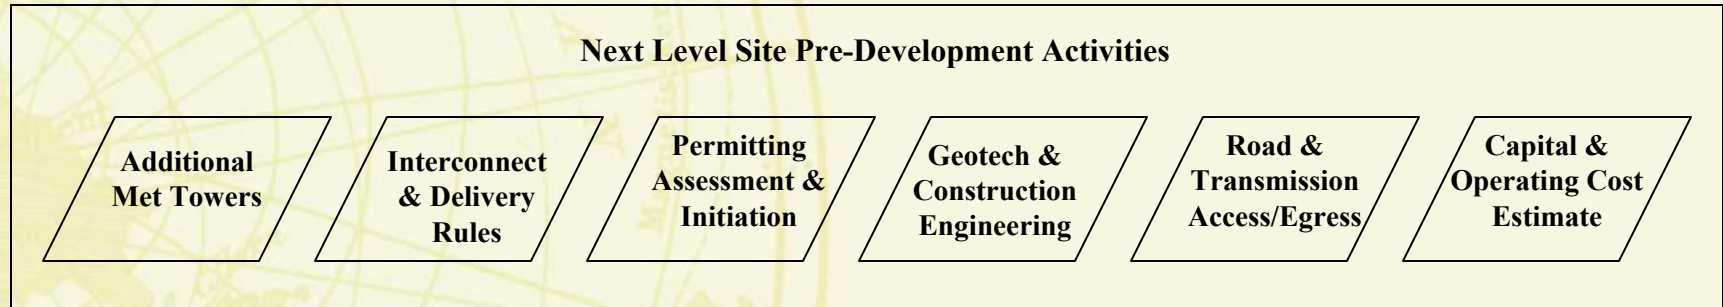 Next Level Site Pre-Development Activities
Additional
Met Towers
Interconnect
& Delivery
Rules
Permitting
Assessment &
Initiation
Geotech &
Construction
Engineering
Road &
Transmission
Access/Egress
Capital &
Operating Cost
Estimate